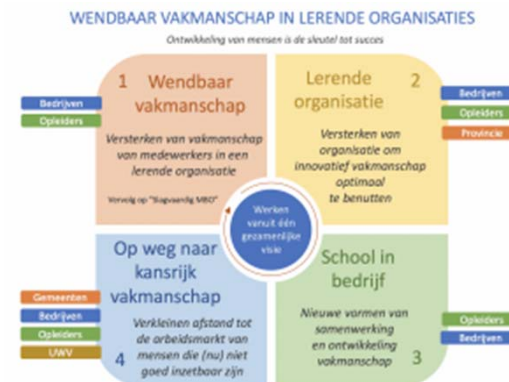 WENDBAAR VAKMANSCHAP IN LERENDE ORGANISATIES
Ontwikkeling van mensen is de sleutel tot succes
1
Wendbaar
vakmanschap
Bedrijven
Opleiders
Versterken van vakmanschap
van medewerkers in een
lerende organisatie
Vervolg op "Slagvaardig MBO"
Lerende
organisatie
2
Bedrijven
Opleiders
Provincie
Versterken van
organisatie om
innovatief vakmanschap
optimaal
te benutten
Werken
vanuit één
gezamenlijke
visie
Op weg naar
kansrijk
vakmanschap
Gemeenten
Bedrijven
Opleiders
UWV
Verkleinen afstand tot
de arbeidsmarkt van
mensen die (nu) niet
goed inzetbaar zijn
4
School in
bedrijf
Nieuwe vormen van
samenwerking
en ontwikkeling
vakmanschap
3
Opleiders
Bedrijven